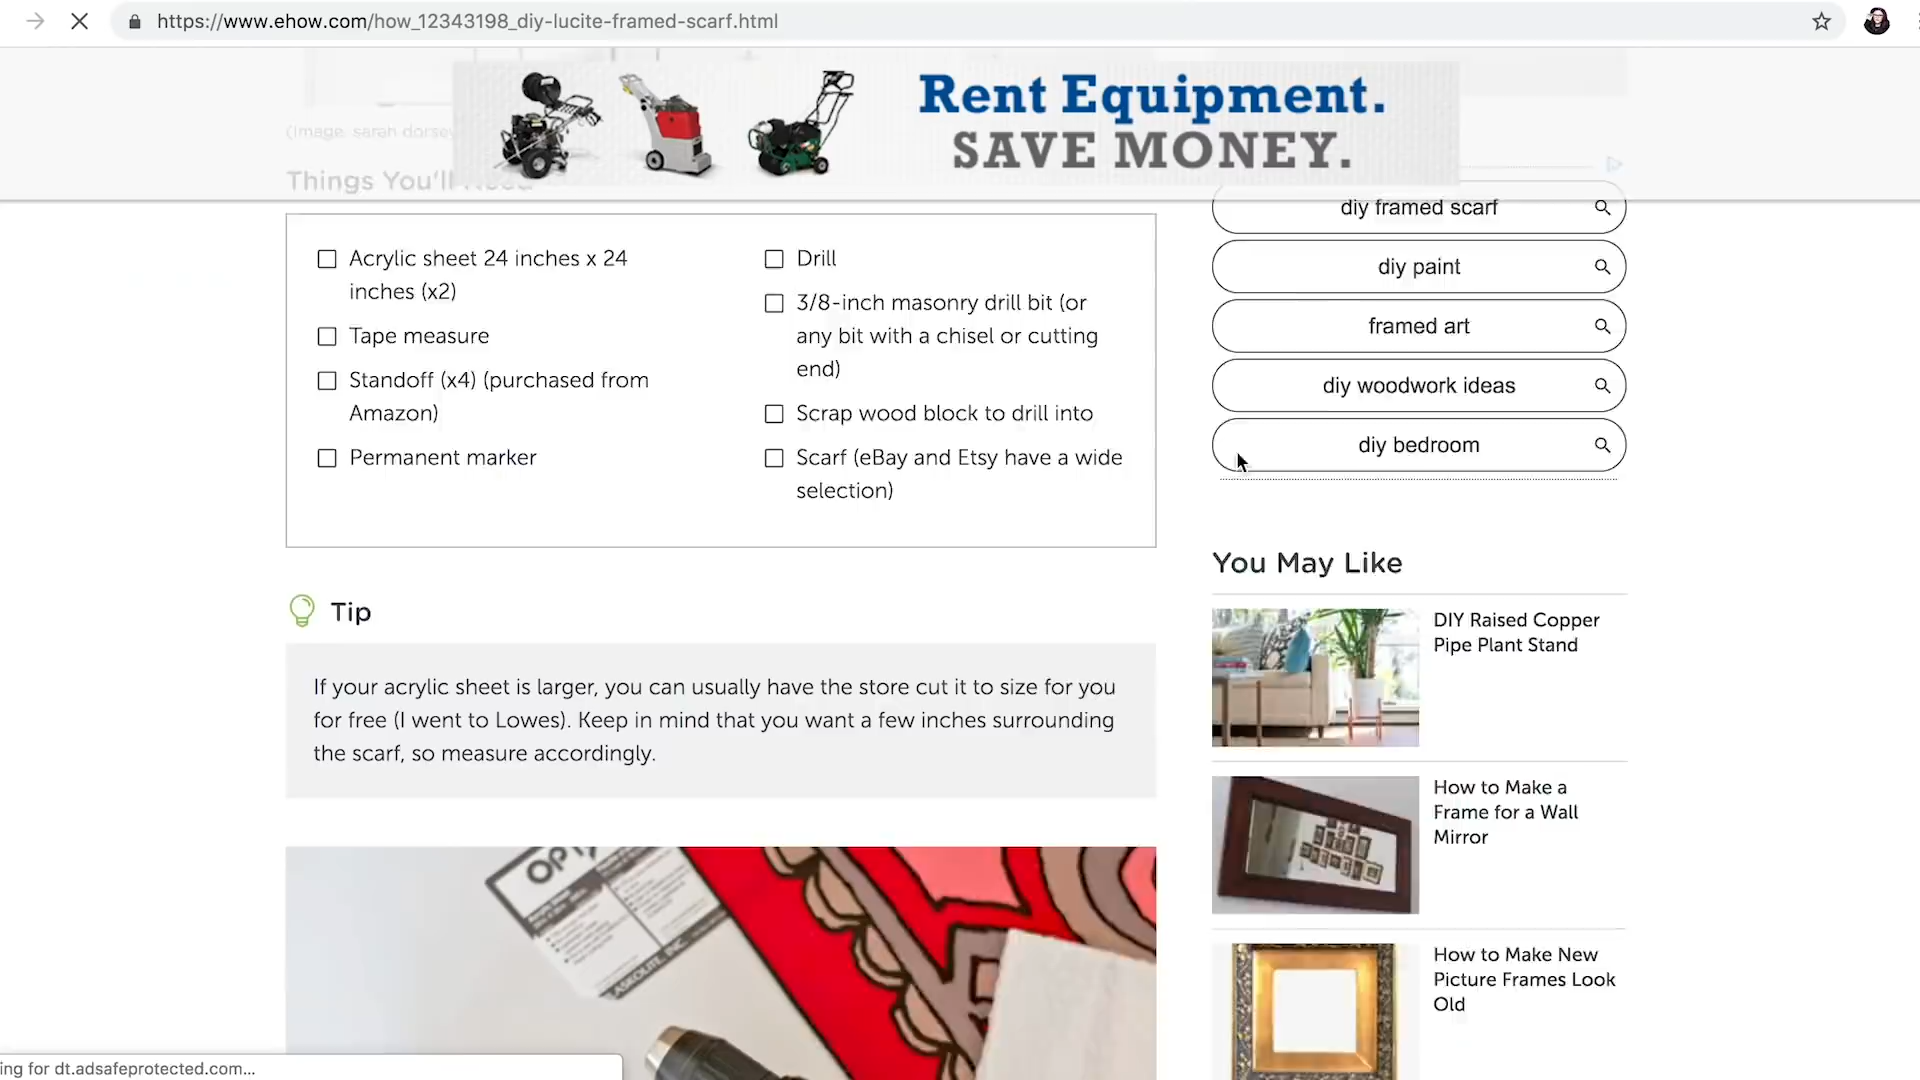 https://www.ehow.com/how_12343198_diy-lucite-framed-scarf.html
Rent Equipment.
SAVE MONEY.
(Image: sarah dorsey
Things You'll Need
Acrylic sheet 24 inches x 24
inches (x2)
Tape measure
Standoff (x4) (purchased from
Amazon)
Permanent marker
Drill
3/8-inch masonry drill bit (or
any bit with a chisel or cutting
end)
Scrap wood block to drill into
Scarf (eBay and Etsy have a wide
selection)
Tip
If your acrylic sheet is larger, you can usually have the store cut it to size for you
for free (I went to Lowes). Keep in mind that you want a few inches surrounding
the scarf, so measure accordingly.
OPT
diy framed scarf
diy paint
framed art
diy woodwork ideas
diy bedroom
You May Like
DIY Raised Copper
Pipe Plant Stand
How to Make a
Frame for a Wall
Mirror
How to Make New
Picture Frames Look
Old
ing for dt.adsafeprotected.com...